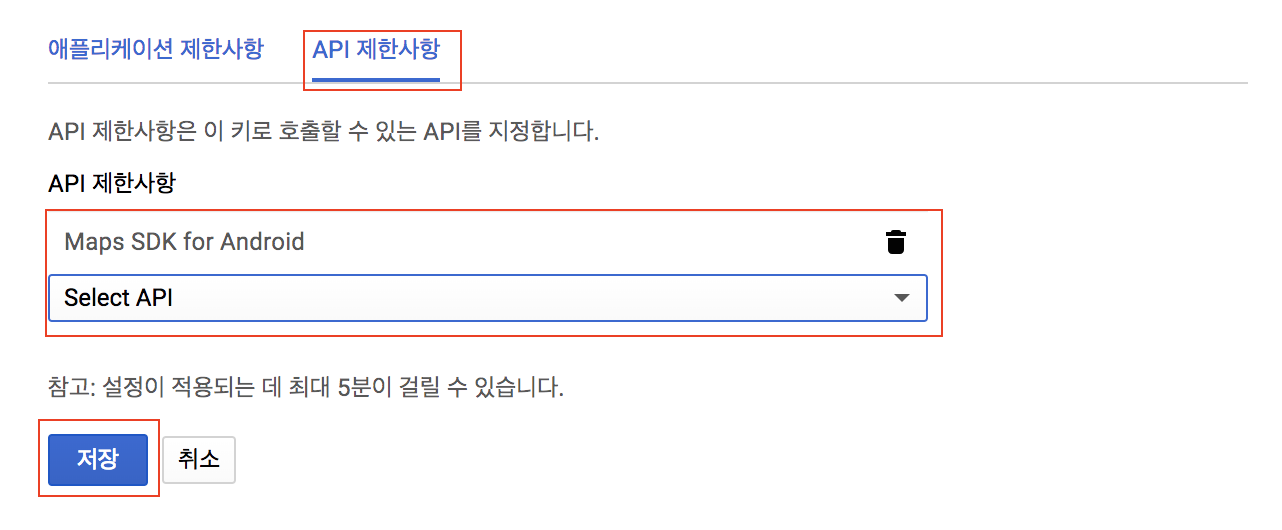 애플리케이션 제한사항 API 제한사항
API 제한사항은 이 키로 호출할 수 있는 API를 지정합니다.
API 제한사항
Maps SDK for Android
Select API
참고: 설정이 적용되는 데 최대 5분이 걸릴 수 있습니다.
저장 취소